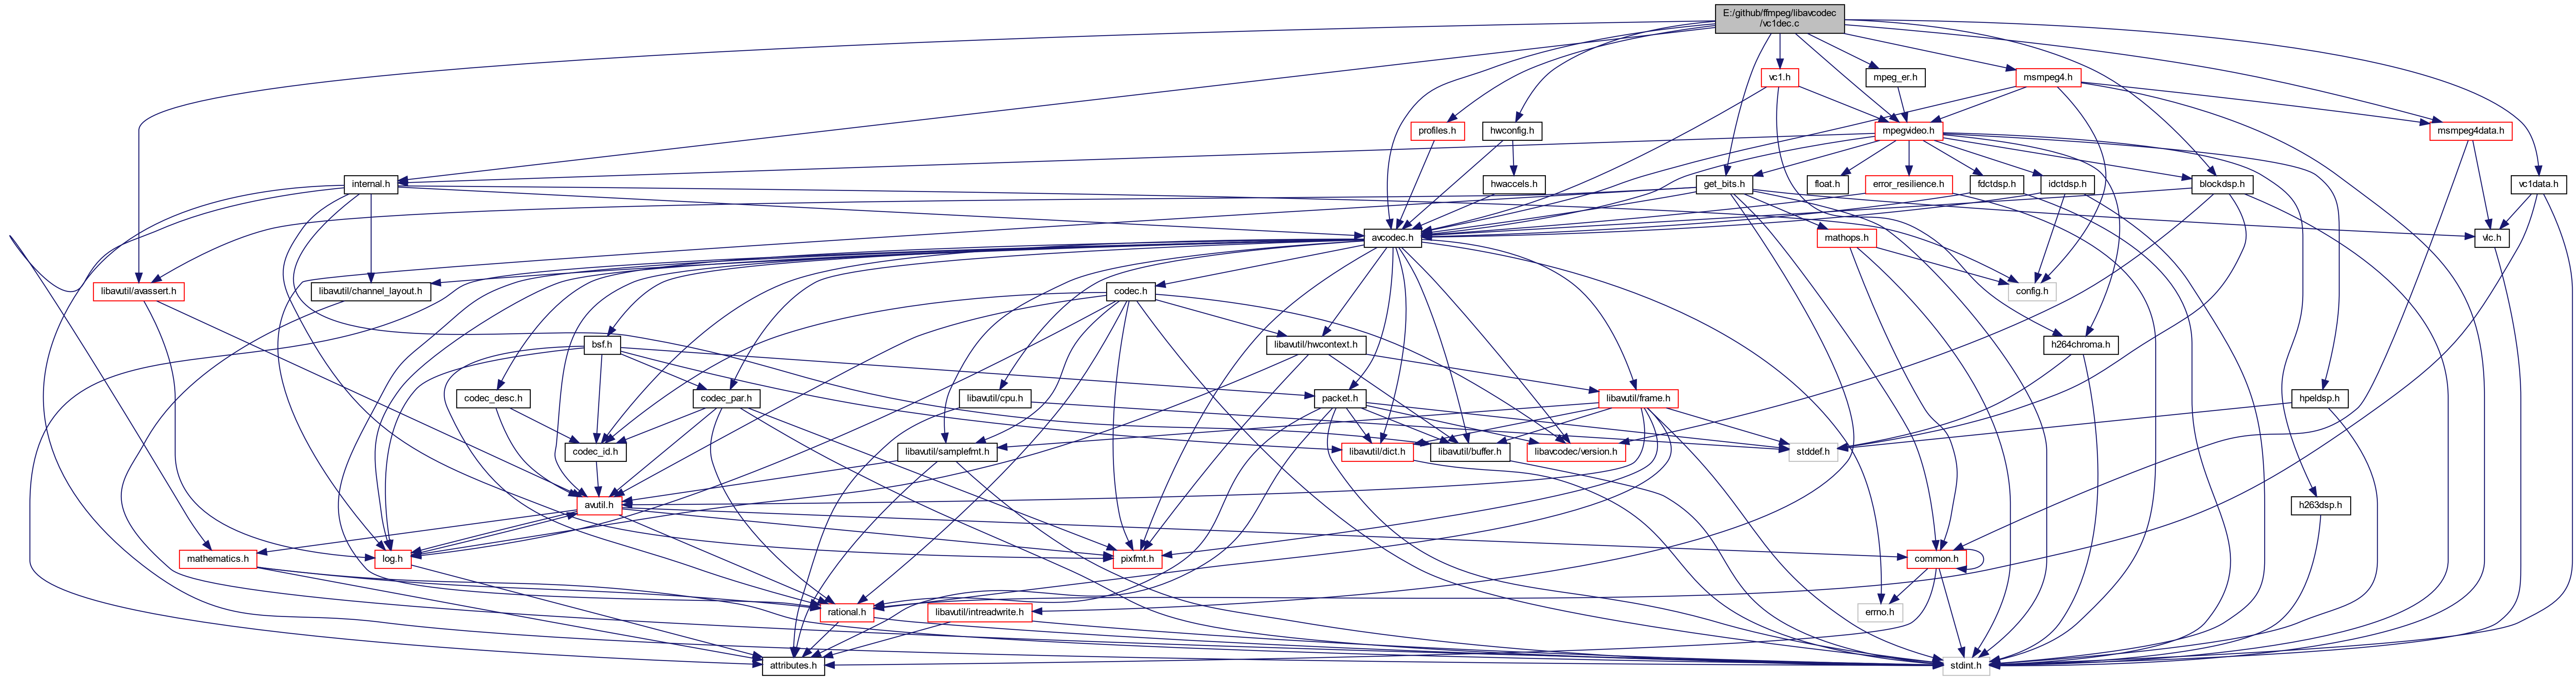 E:/github/ffmpeg/libavcodec
/vc1dec.c
vc1.h
mpeg_er.h
msmpeg4.h
profiles.h
hwconfig.h
mpegvideo.h
msmpeg4data.h
internal.h
hwaccels.h
get_bits.h
float.h
error_resilience.h
fdctdsp.h
idctdsp.h
blockdsp.h
vc1data.h
avcodec.h
mathops.h
vlc.h
libavutil/avassert.h
libavutil/channel_layout.h
codec.h
config.h
bsf.h
libavutil/hwcontext.h
h264chroma.h
codec_desc.h
codec_par.h
libavutil/cpu.h
packet.h
libavutil/frame.h
hpeldsp.h
codec_id.h
libavutil/samplefmt.h
libavutil/dict.h
libavutil/buffer.h
libavcodec/version.h
stddef.h
avutil.h
h263dsp.h
mathematics.h
log.h
pixfmt.h
common.h
rational.h
libavutil/intreadwrite.h
errno.h
attributes.h
stdint.h